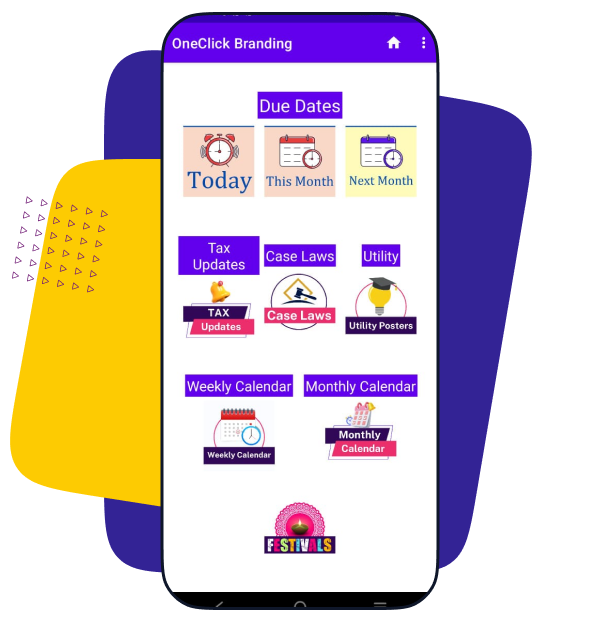 OneClick Branding
Due Dates
Today
This Month
Next Month
Tax
Updates
Case Laws
Utility
TAX
Updates
Case Laws
Utility Posters
Weekly Calendar
Monthly Calendar
Weekly Calendar
Monthly
Calendar
FESTIVALS